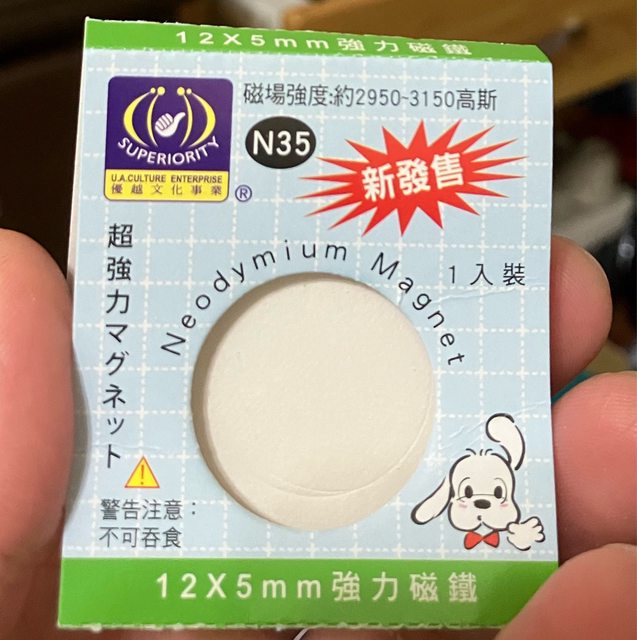 12X5mm強力磁鐵
磁場強度:約2950~3150高斯
SUPERIORITY
U.A.CULTURE ENTERPRISE
優越文化事業
®
N35
新發售
超強力マグネット
Neodymium Magnet
1入裝
警告注意：
不可吞食
12X5mm強力磁鐵